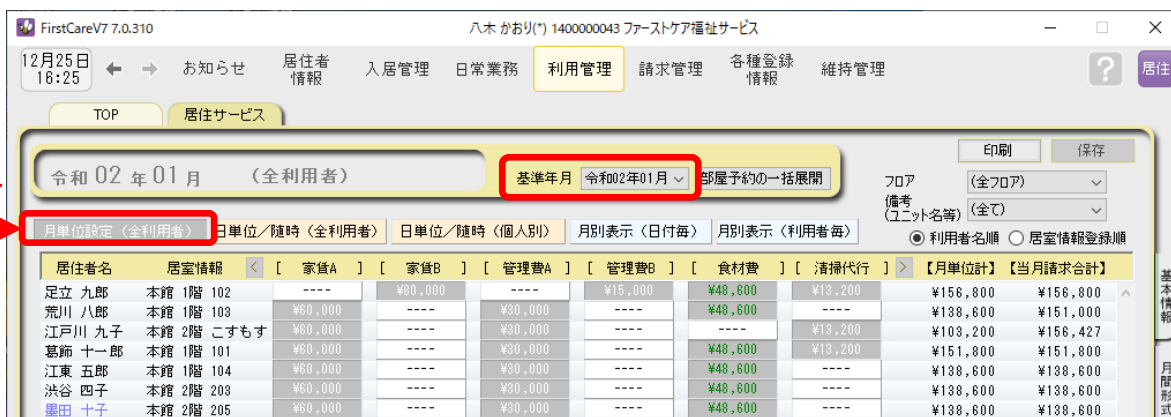 FirstCareV7 7.0.310 八木 かおり(*) 1400000043 ファーストケア福祉サービス
12月25日 16:25 お知らせ 居住者情報 入居管理 日常業務 利用管理 請求管理 各種登録情報 維持管理 ? 居住
TOP 居住サービス
印刷 保存
令和 02 年 01 月 (全利用者) 基準年月 令和02年01月 部屋予約の一括展開 フロア (全フロア)
備考(ユニット名等) (全て)
月単位設定(全利用者) 日単位/随時(全利用者) 日単位/随時(個人別) 月別表示(日付毎) 月別表示(利用者毎) 利用者名順 居室情報登録順
居住者名 居室情報 < [ 家賃A ] [ 家賃B ] [ 管理費A ] [ 管理費B ] [ 食材費 ] [ 清掃代行 ] > 【月単位計】 【当月請求合計】
足立 九郎 本館 1階 102 ---- ¥80,000 ---- ¥15,000 ¥48,600 ¥13,200 ¥156,800 ¥156,800
荒川 八郎 本館 1階 103 ¥60,000 ---- ¥30,000 ---- ¥48,600 ---- ¥138,600 ¥151,000
江戸川 九子 本館 2階 こすもす ¥60,000 ---- ¥30,000 ---- ---- ¥13,200 ¥103,200 ¥156,427
葛飾 十一郎 本館 1階 101 ¥60,000 ---- ¥30,000 ---- ¥48,600 ¥13,200 ¥151,800 ¥151,800
江東 五郎 本館 1階 104 ¥60,000 ---- ¥30,000 ---- ¥48,600 ---- ¥138,600 ¥138,600
渋谷 四子 本館 2階 203 ¥60,000 ---- ¥30,000 ---- ¥48,600 ---- ¥138,600 ¥138,600
墨田 十子 本館 2階 205 ¥60,000 ---- ¥30,000 ---- ¥48,600 ---- ¥138,600 ¥138,600
基本情報
月間形式